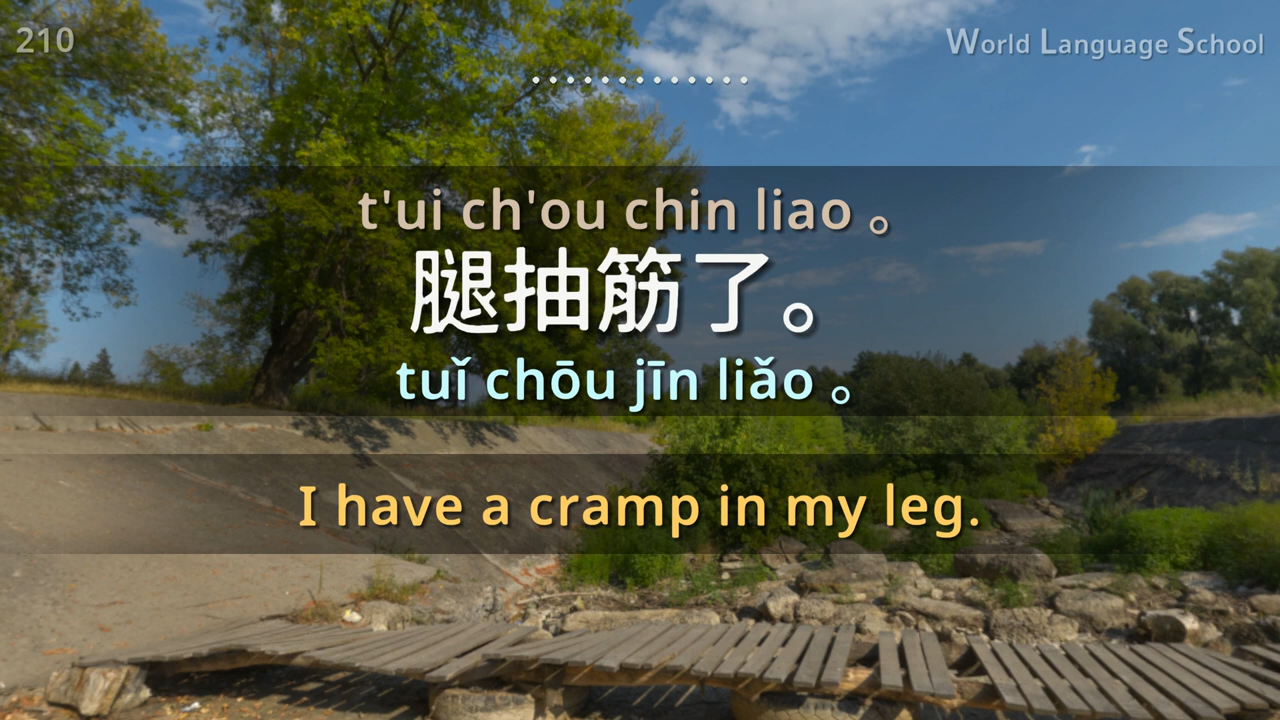 210
World Language School
t'ui ch'ou chin liao 。
腿抽筋了。
tuǐ chōu jīn liǎo 。
I have a cramp in my leg.